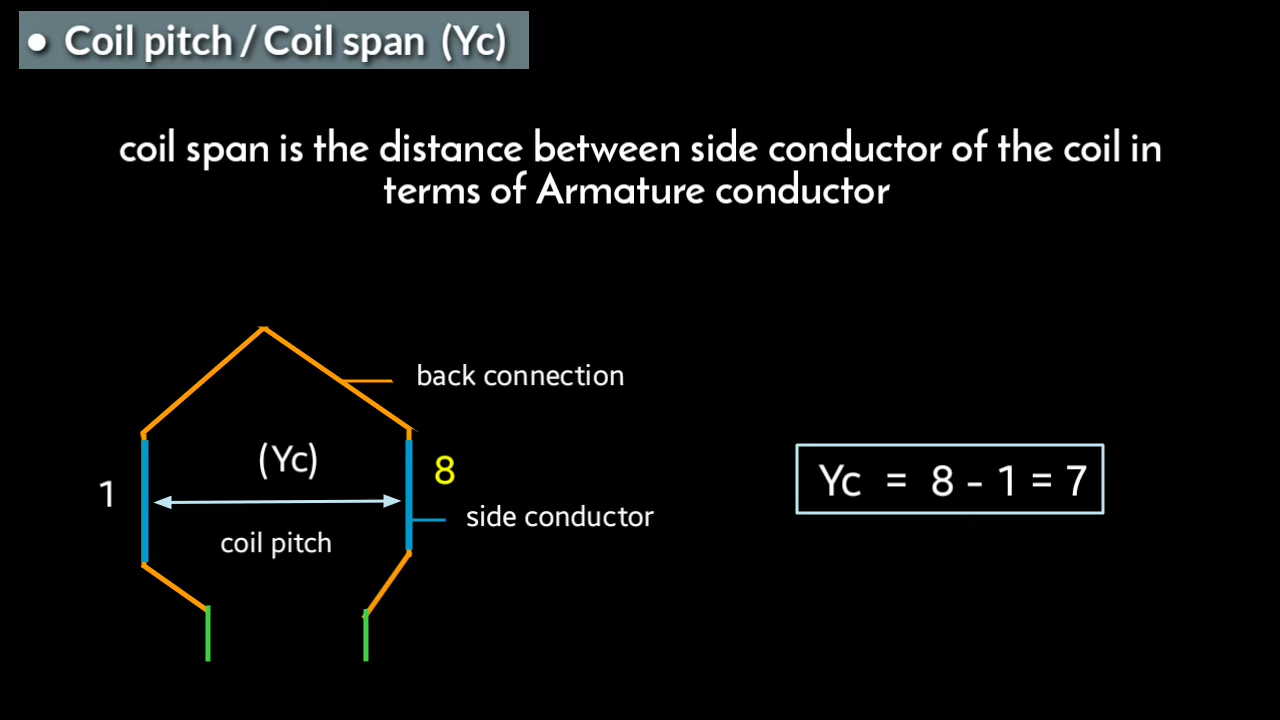 • Coil pitch / Coil span (Yc)
coil span is the distance between side conductor of the coil in
terms of Armature conductor
back connection
(Yc)
8
1
Yc = 8 - 1 = 7
side conductor
coil pitch